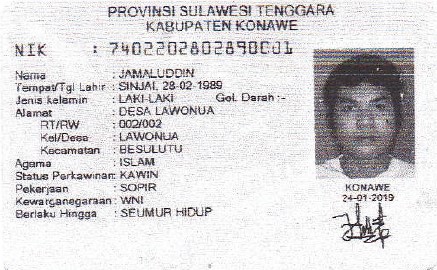 PROVINSI SULAWESI TENGGARA
KABUPATEN KONAWE
NIK : 7402202802890001
Nama : JAMALUDDIN
Tempat/Tgl Lahir : SINJAI, 28-02-1989
Jenis kelamin : LAKI-LAKI Gol. Darah :-
Alamat : DESA LAWONUA
RT/RW : 002/002
Kel/Desa : LAWONUA
Kecamatan : BESULUTU
Agama : ISLAM
Status Perkawinan: KAWIN
Pekerjaan : SOPIR
Kewarganegaraan: WNI
Berlaku Hingga : SEUMUR HIDUP
KONAWE
24-01-2019